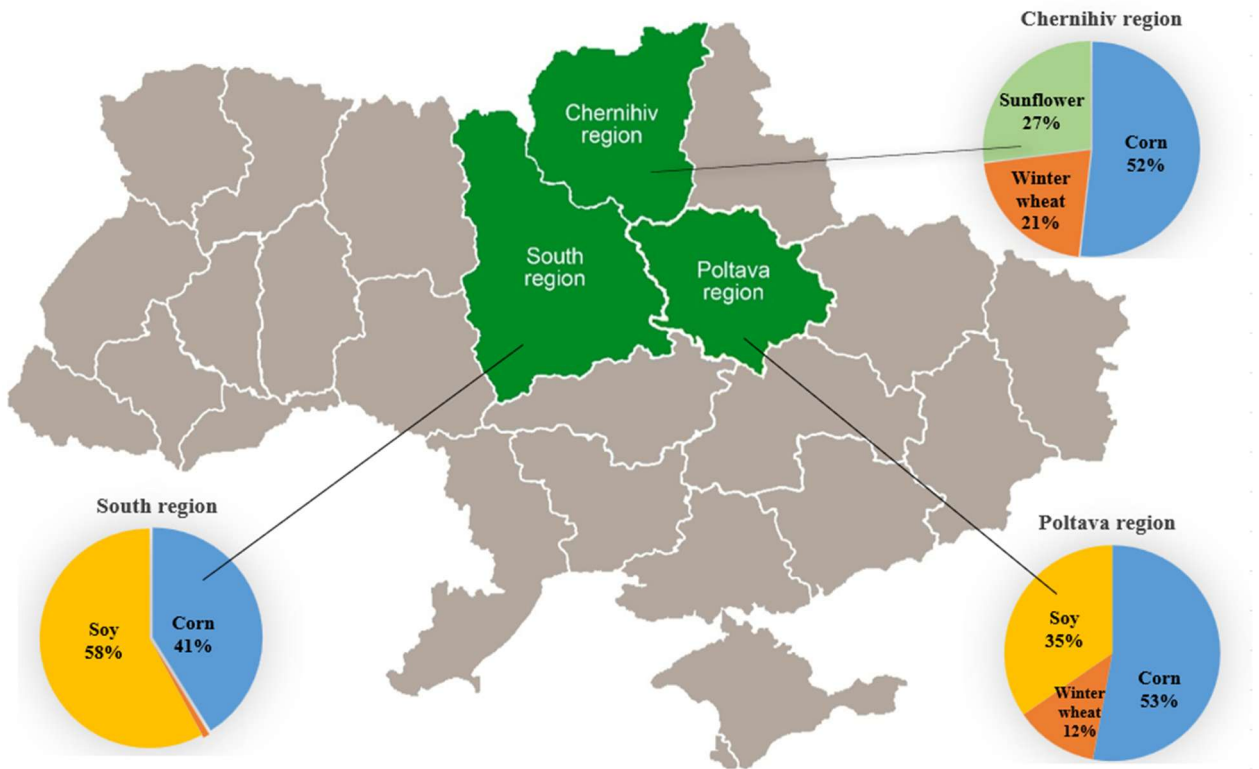 Chernihiv region
Sunflower
27%
Corn
52%
Winter
wheat
21%
Chernihiv
region
South
region
Poltava
region
South region
Soy
58%
Corn
41%
Poltava region
Soy
35%
Corn
53%
Winter
wheat
12%